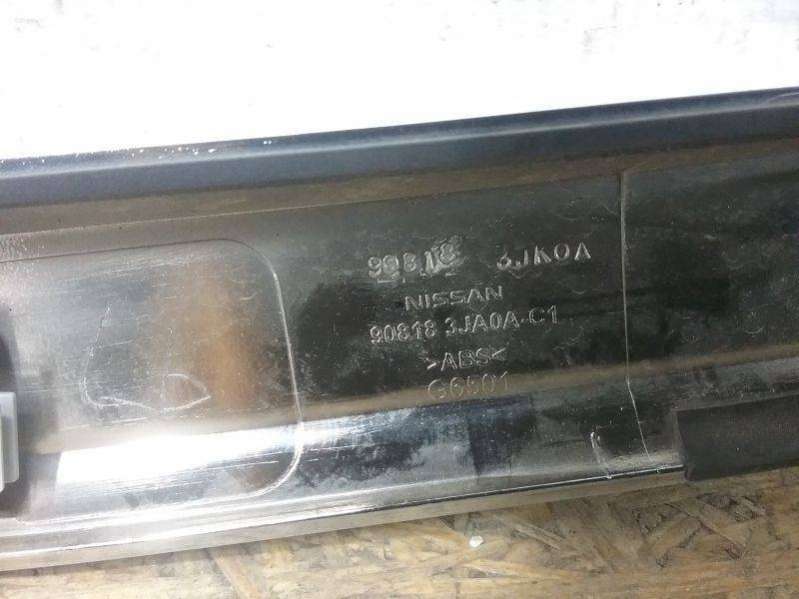 3JK0A
NISSAN
90818 3JA0A-C1
>ABS<
G6501